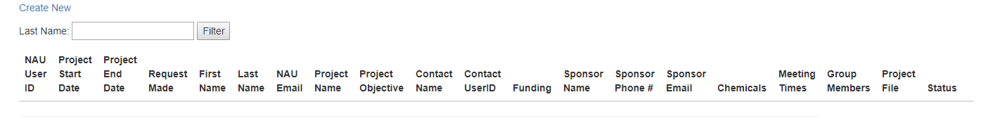 Create New
Last Name: Filter
NAU User ID Project Start Date Project End Date Request Made First Name Last Name NAU Email Project Name Project Objective Contact Name Contact UserID Funding Sponsor Name Sponsor Phone # Sponsor Email Chemicals Meeting Times Group Members Project File Status